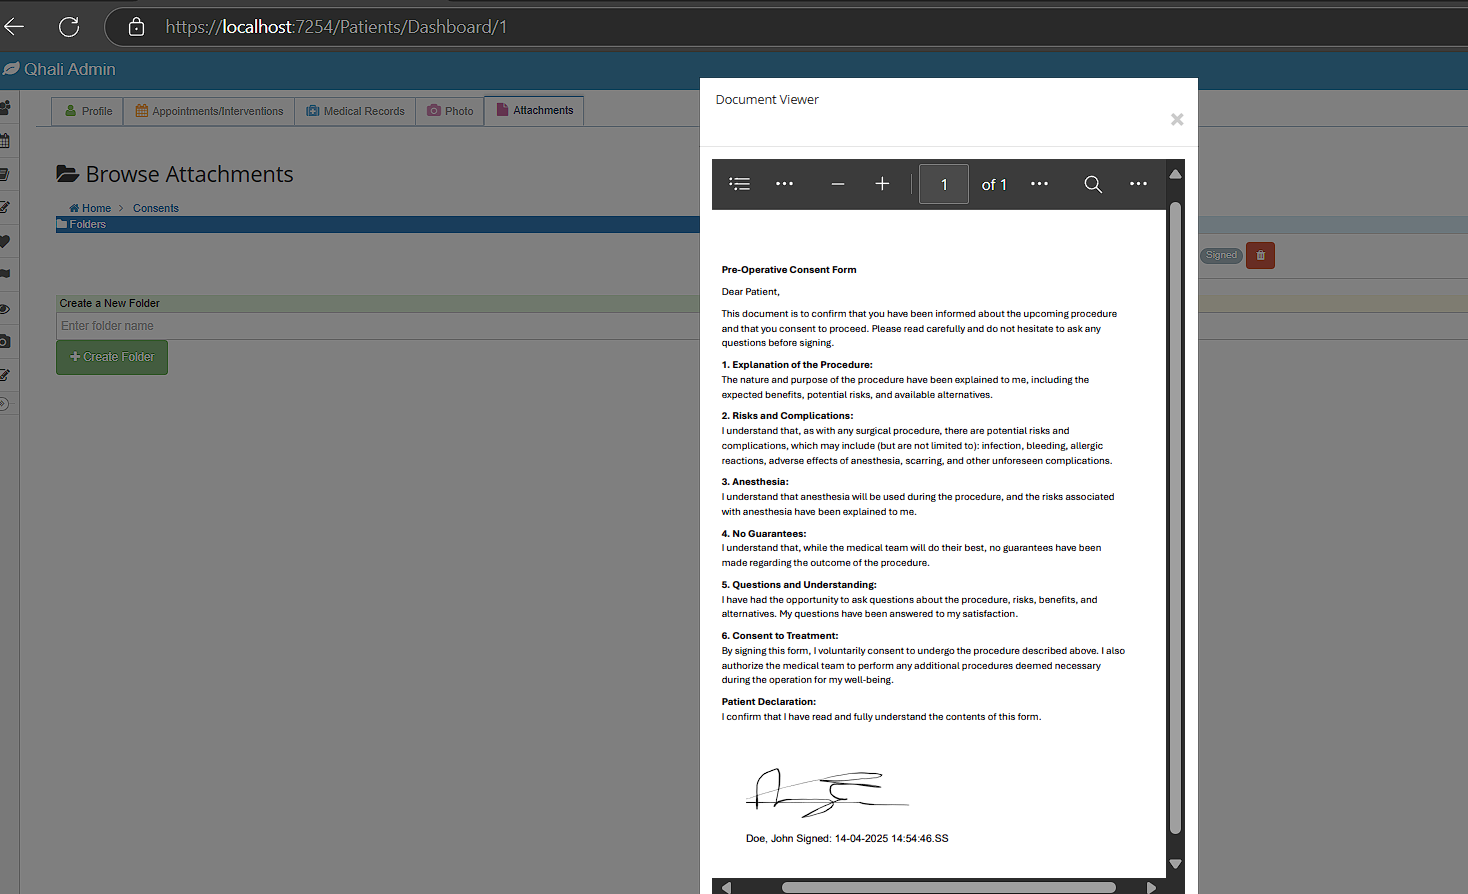 https://localhost:7254/Patients/Dashboard/1
Qhali Admin
Profile
Appointments/Interventions
Medical Records
Photo
Attachments
Browse Attachments
Home > Consents
Folders
Create a New Folder
Enter folder name
+ Create Folder
Signed
Document Viewer
×
1 of 1
Pre-Operative Consent Form
Dear Patient,
This document is to confirm that you have been informed about the upcoming procedure
and that you consent to proceed. Please read carefully and do not hesitate to ask any
questions before signing.
1. Explanation of the Procedure:
The nature and purpose of the procedure have been explained to me, including the
expected benefits, potential risks, and available alternatives.
2. Risks and Complications:
I understand that, as with any surgical procedure, there are potential risks and
complications, which may include (but are not limited to): infection, bleeding, allergic
reactions, adverse effects of anesthesia, scarring, and other unforeseen complications.
3. Anesthesia:
I understand that anesthesia will be used during the procedure, and the risks associated
with anesthesia have been explained to me.
4. No Guarantees:
I understand that, while the medical team will do their best, no guarantees have been
made regarding the outcome of the procedure.
5. Questions and Understanding:
I have had the opportunity to ask questions about the procedure, risks, benefits, and
alternatives. My questions have been answered to my satisfaction.
6. Consent to Treatment:
By signing this form, I voluntarily consent to undergo the procedure described above. I also
authorize the medical team to perform any additional procedures deemed necessary
during the operation for my well-being.
Patient Declaration:
I confirm that I have read and fully understand the contents of this form.
Doe, John Signed: 14-04-2025 14:54:46.SS